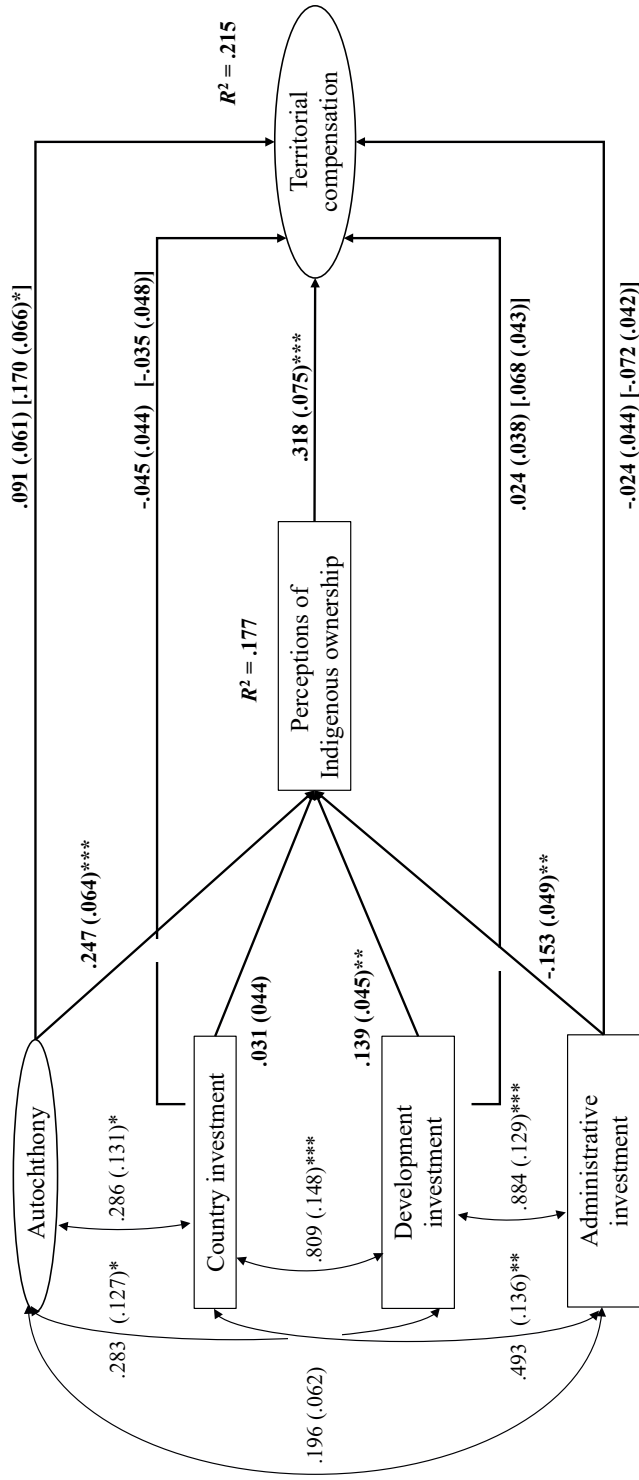 .091 (.061) [.170 (.066)*]
-.045 (.044) [-.035 (.048)]
R² = .215
Autochthony
.247 (.064)***
R² = .177
.283 (.127)*
.286 (.131)*
Country investment
.031 (044)
Perceptions of
Indigenous ownership
.318 (.075)***
Territorial
compensation
.196 (.062)
.809 (.148)***
Development
investment
.139 (.045)**
.024 (.038) [.068 (.043)]
.493 (.136)**
.884 (.129)***
Administrative
investment
-.153 (.049)**
-.024 (.044) [-.072 (.042)]